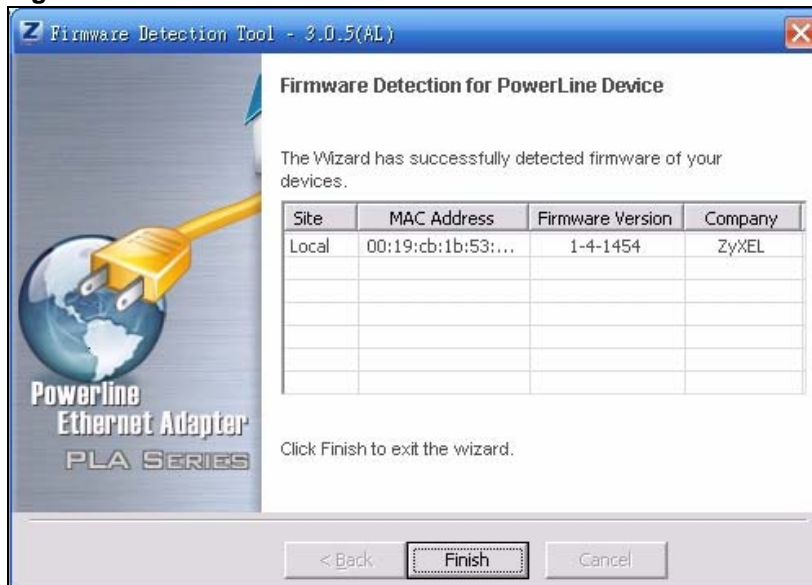 Z Firmware Detection Tool - 3.0.5(AL)
Firmware Detection for PowerLine Device
The Wizard has successfully detected firmware of your
devices.
Site MAC Address Firmware Version Company
Local 00:19:cb:1b:53:... 1-4-1454 ZyXEL
Powerline
Ethernet Adapter
PLA SERIES
Click Finish to exit the wizard.
< Back Finish Cancel